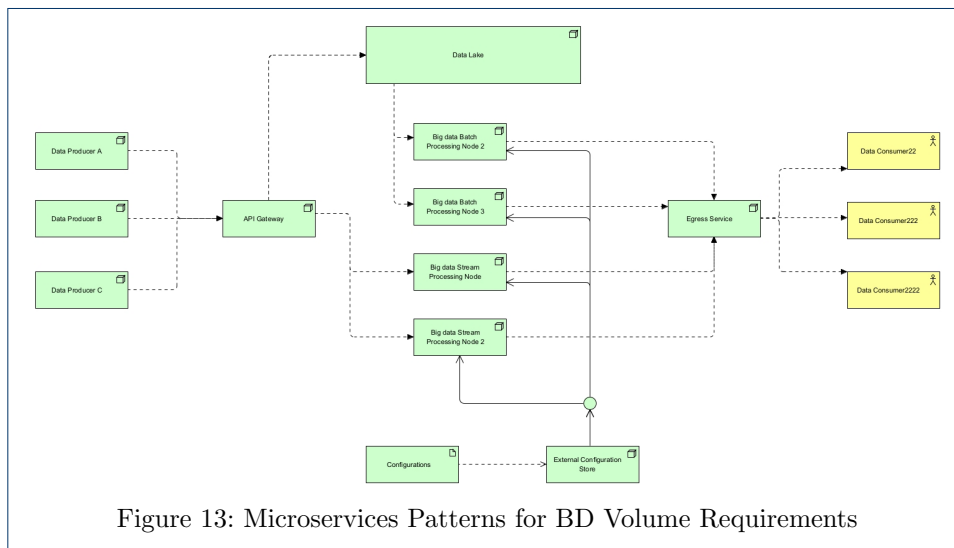 Data Lake
Big data Batch
Processing Node 2
Data Producer A
Data Consumer22
Big data Batch
Processing Node 3
Data Producer B
API Gateway
Egress Service
Data Consumer222
Big data Stream
Processing Node
Data Producer C
Data Consumer2222
Big data Stream
Processing Node 2
Configurations
External Configuration
Store
Figure 13: Microservices Patterns for BD Volume Requirements